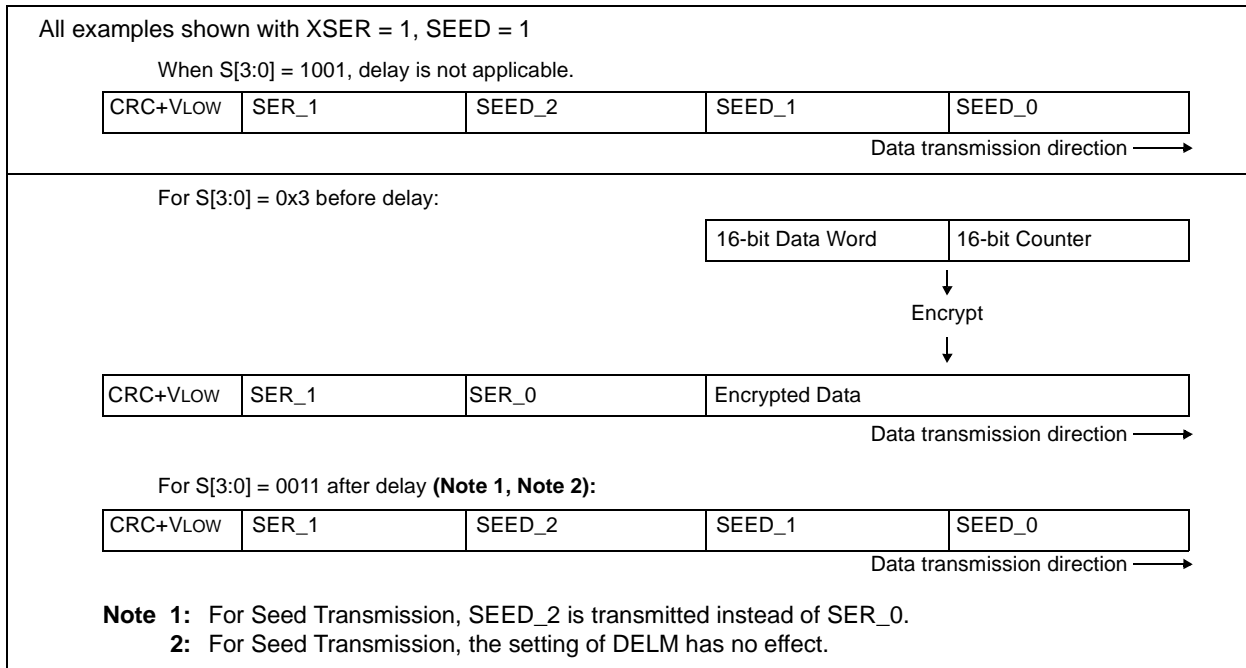 All examples shown with XSER = 1, SEED = 1
When S[3:0] = 1001, delay is not applicable.
CRC+VLOW SER_1 SEED_2 SEED_1 SEED_0
Data transmission direction
For S[3:0] = 0x3 before delay:
16-bit Data Word 16-bit Counter
Encrypt
CRC+VLOW SER_1 SER_0 Encrypted Data
Data transmission direction
For S[3:0] = 0011 after delay (Note 1, Note 2):
CRC+VLOW SER_1 SEED_2 SEED_1 SEED_0
Data transmission direction
Note 1: For Seed Transmission, SEED_2 is transmitted instead of SER_0.
2: For Seed Transmission, the setting of DELM has no effect.